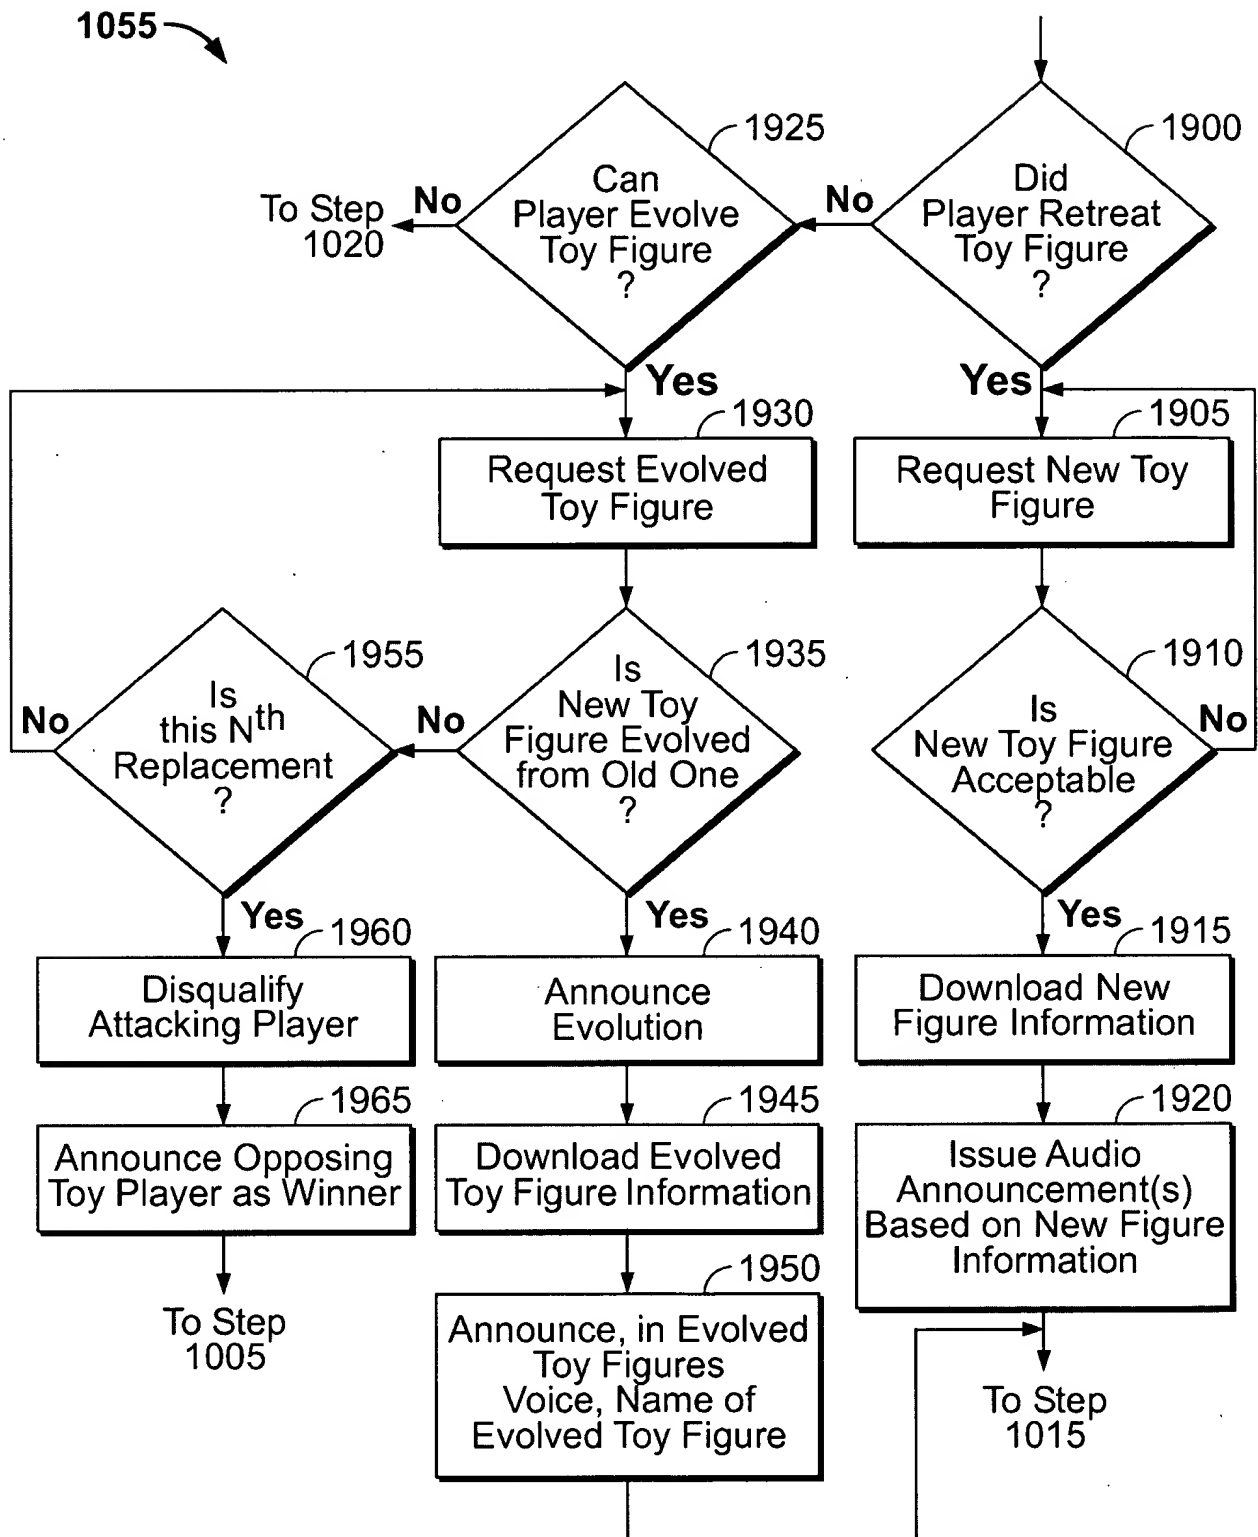 1055
1925
Can
Player Evolve
Toy Figure
?
1900
Did
Player Retreat
Toy Figure
?
No
No
To Step
1020
Yes
Yes
1930
Request Evolved
Toy Figure
1905
Request New Toy
Figure
1955
Is
this Nth
Replacement
?
No
1935
Is
New Toy
Figure Evolved
from Old One
?
No
1910
Is
New Toy Figure
Acceptable
?
No
Yes
Yes
Yes
1960
Disqualify
Attacking Player
1940
Announce
Evolution
1915
Download New
Figure Information
1965
Announce Opposing
Toy Player as Winner
1945
Download Evolved
Toy Figure Information
1920
Issue Audio
Announcement(s)
Based on New Figure
Information
To Step
1005
1950
Announce, in Evolved
Toy Figures
Voice, Name of
Evolved Toy Figure
To Step
1015